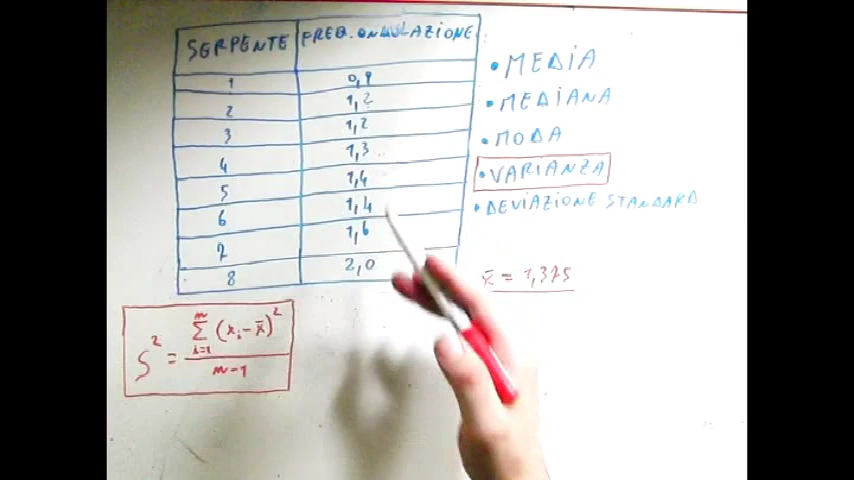 SERPENTE FREQ. ONDULAZIONE
1 0,9
2 1,2
3 1,2
4 1,3
5 1,4
6 1,4
7 1,6
8 2,0
• MEDIA
• MEDIANA
• MODA
• VARIANZA
• DEVIAZIONE STANDARD
x̄ = 1,375
s² = Σ (xᵢ - x̄)²
m
i=1
m-1